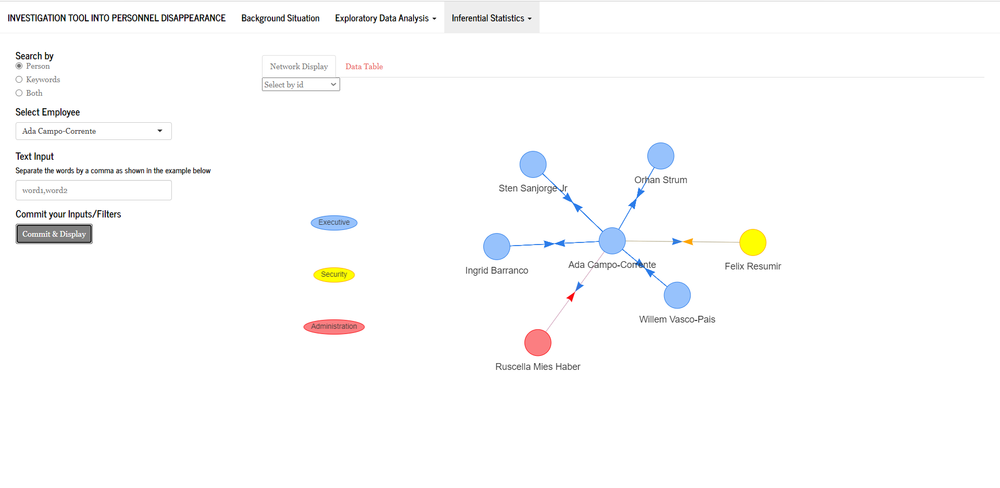 INVESTIGATION TOOL INTO PERSONNEL DISAPPEARANCE Background Situation Exploratory Data Analysis Inferential Statistics
Search by
Person
Keywords
Both
Select Employee
Ada Campo-Corrente
Text Input
Separate the words by a comma as shown in the example below
word1,word2
Commit your Inputs/Filters
Commit & Display
Network Display Data Table
Select by id
Executive
Security
Administration
Sten Sanjorge Jr
Orhan Strum
Ingrid Barranco
Ada Campo-Corrente
Felix Resumir
Willem Vasco-Pais
Ruscella Mies Haber